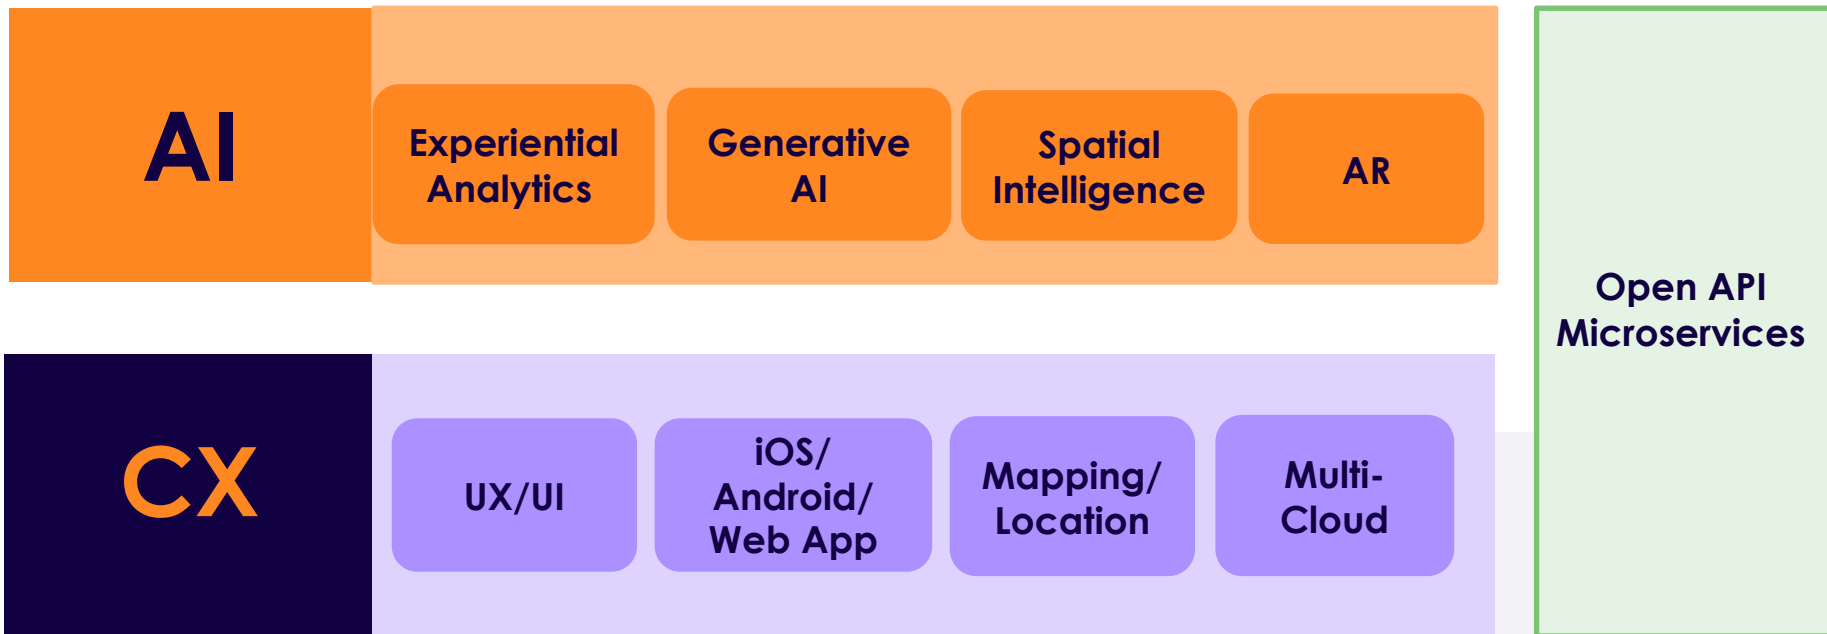 AI
Experiential
Analytics
Generative
AI
Spatial
Intelligence
AR
Open API
Microservices
CX
UX/UI
iOS/
Android/
Web App
Mapping/
Location
Multi-
Cloud